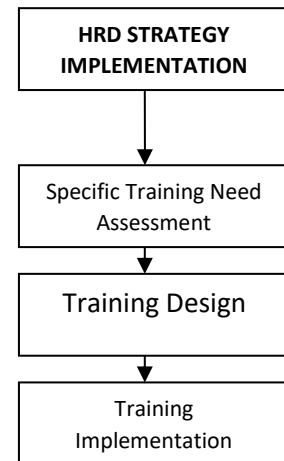 HRD STRATEGY
IMPLEMENTATION
Specific Training Need
Assessment
Training Design
Training
Implementation